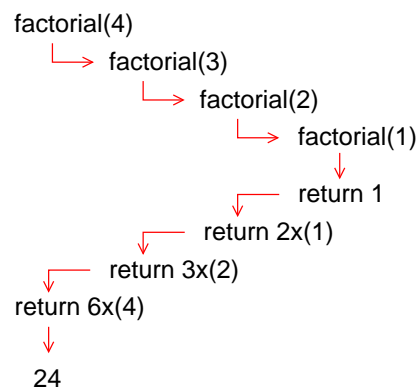 factorial(4)
factorial(3)
factorial(2)
factorial(1)
return 1
return 2x(1)
return 3x(2)
return 6x(4)
24